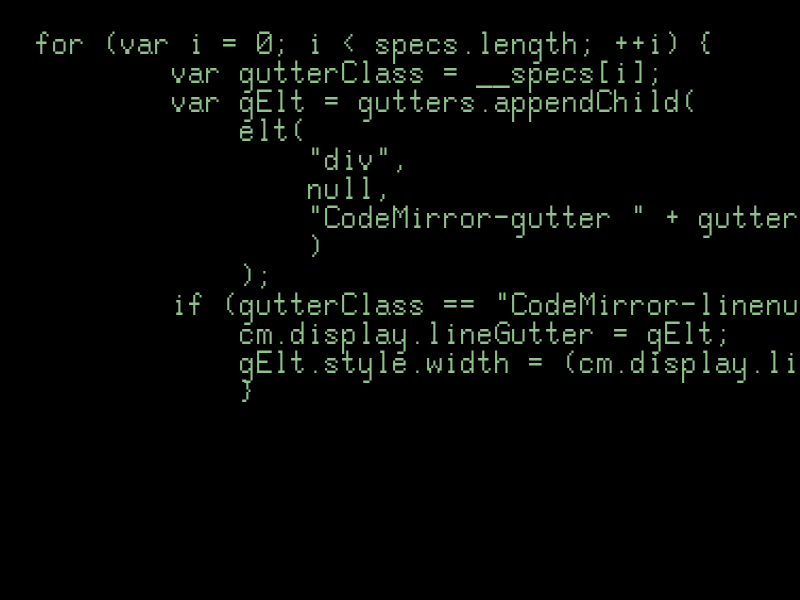 for (var i = 0; i < specs.length; ++i) {
var gutterClass = __specs[i];
var gElt = gutters.appendChild(
elt(
"div",
null,
"CodeMirror-gutter " + gutter
)
);
if (gutterClass == "CodeMirror-linenu
cm.display.lineGutter = gElt;
gElt.style.width = (cm.display.li
}